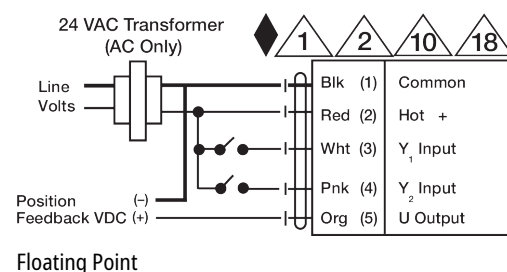 24 VAC Transformer
(AC Only)
1
2
10
18
Line
Volts
Blk (1) Common
Red (2) Hot +
Wht (3) Y1 Input
Pnk (4) Y2 Input
Org (5) U Output
Position (–)
Feedback VDC (+)
Floating Point